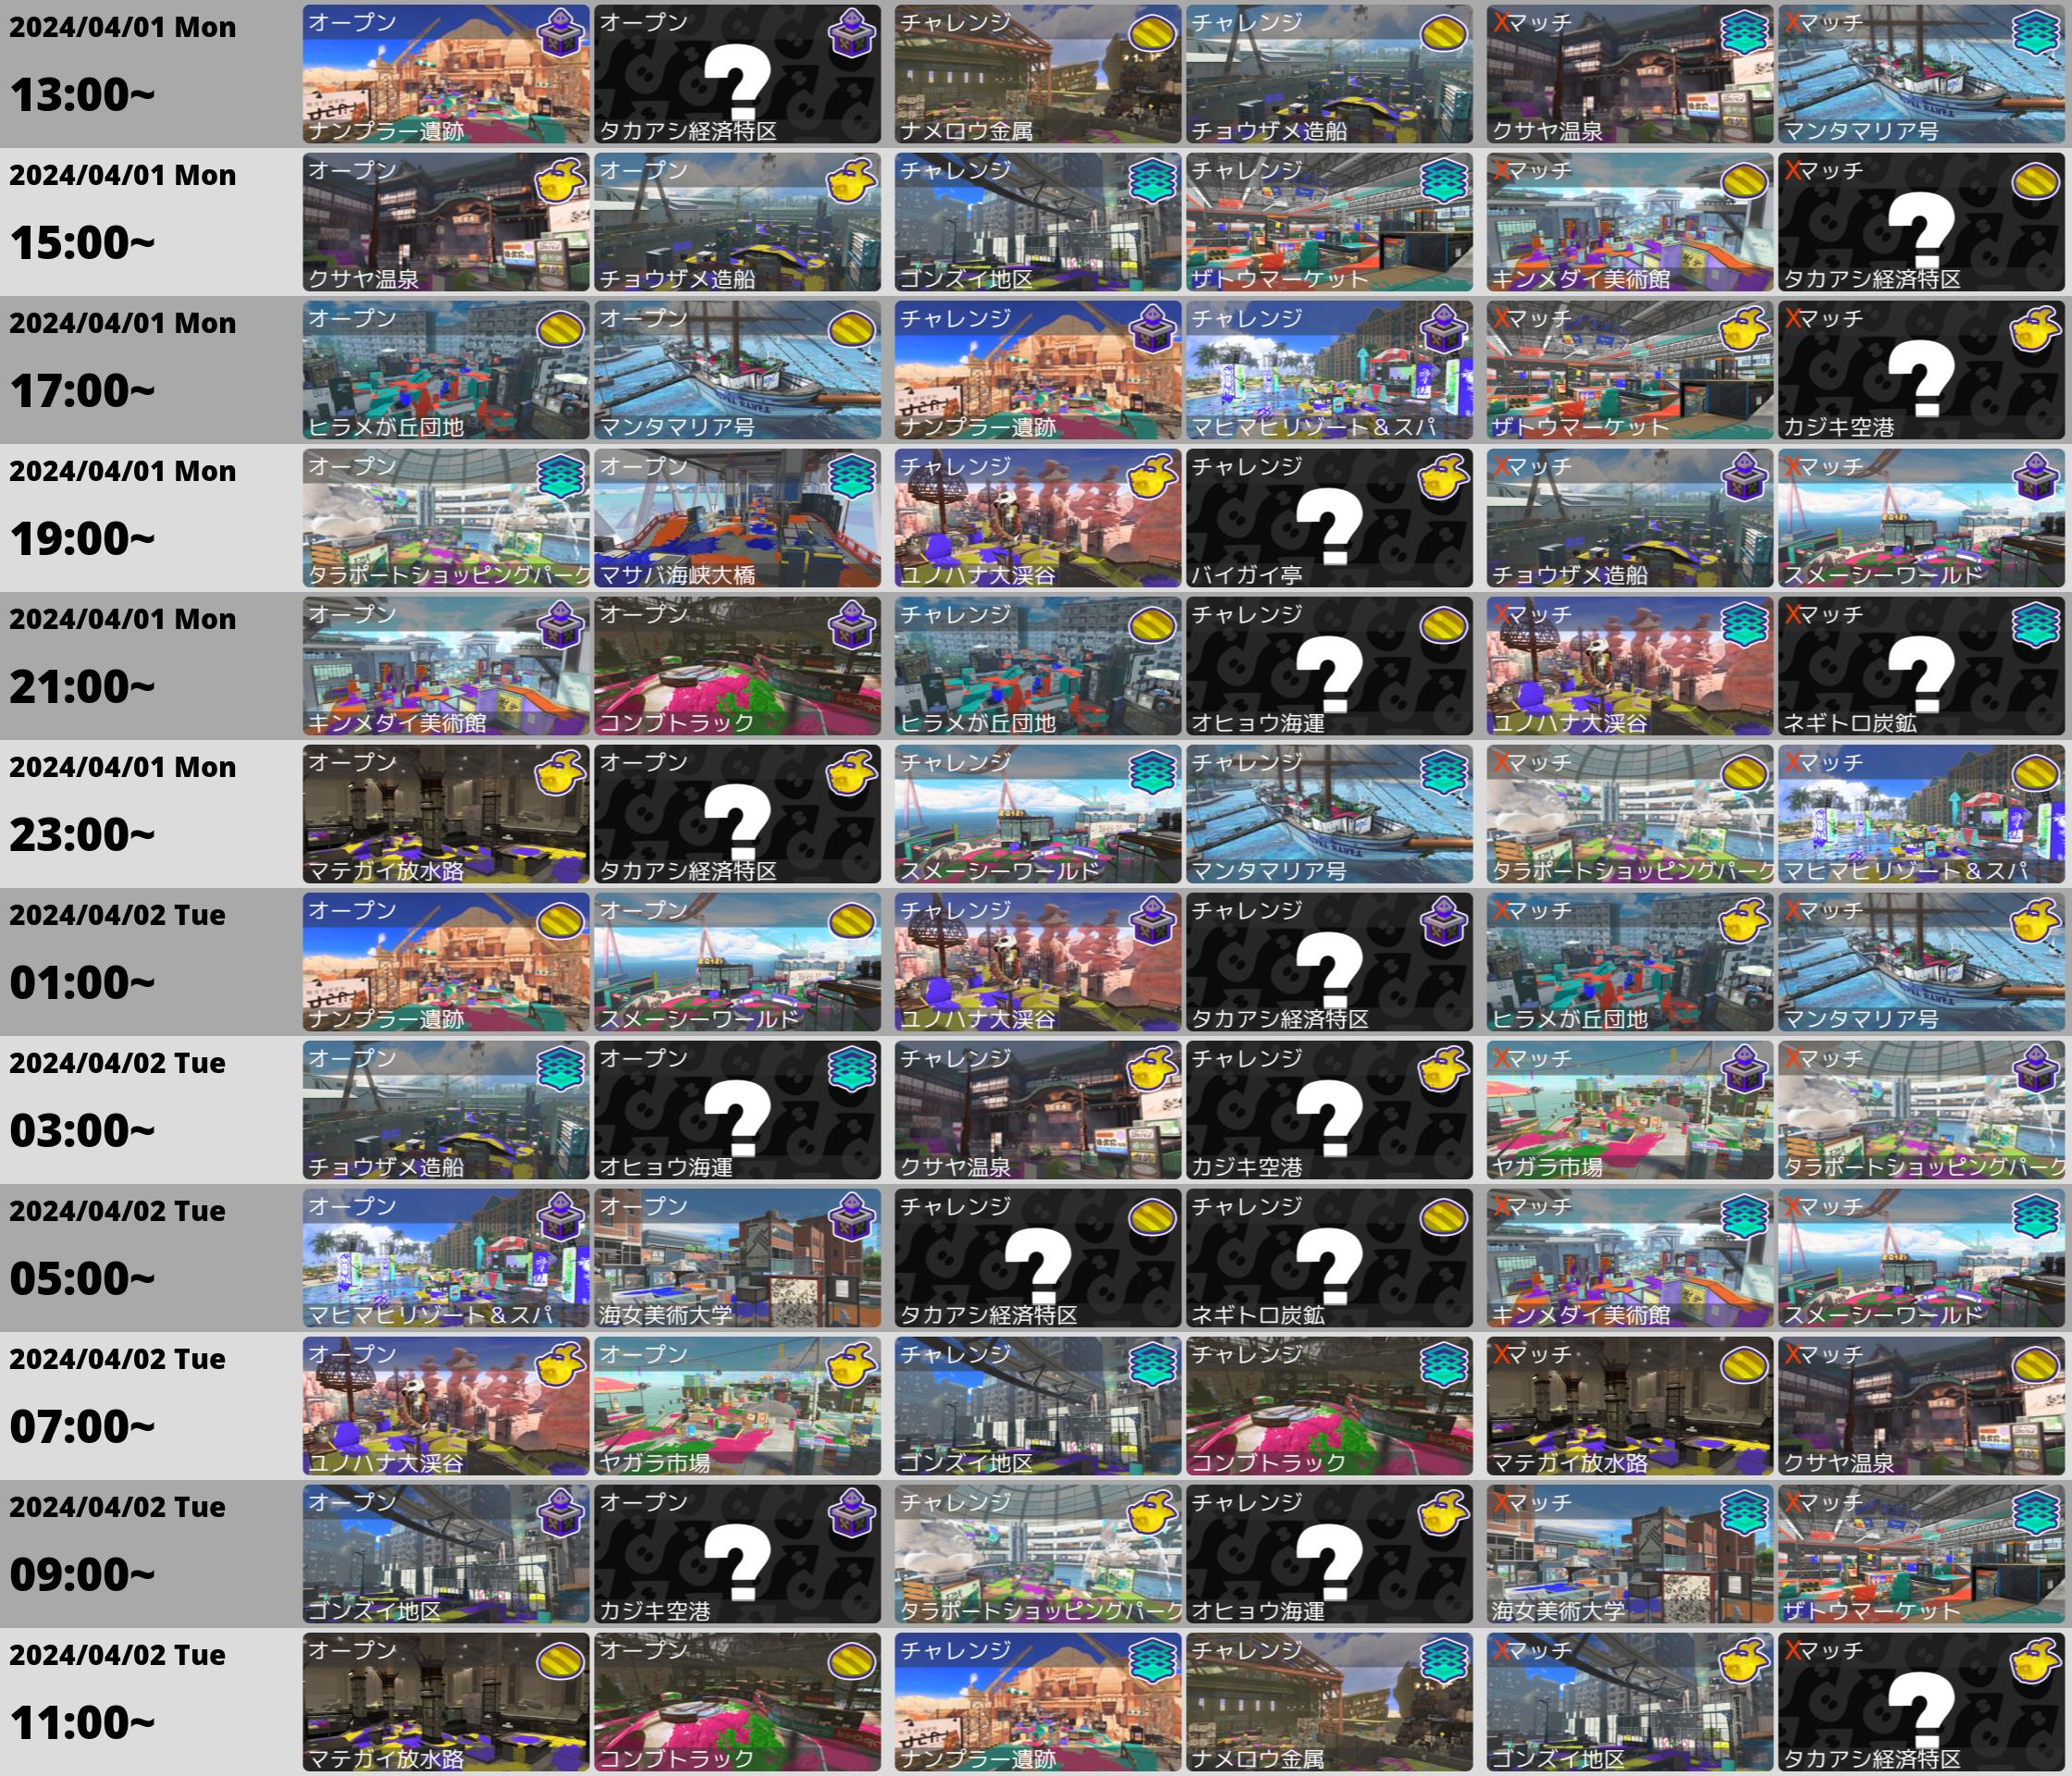 2024/04/01 Mon
13:00~
オープン
ナンプラー遺跡
オープン
タカアシ経済特区
チャレンジ
ナメロウ金属
チャレンジ
チョウザメ造船
Xマッチ
クサヤ温泉
Xマッチ
マンタマリア号
2024/04/01 Mon
15:00~
オープン
クサヤ温泉
オープン
チョウザメ造船
チャレンジ
ゴンズイ地区
チャレンジ
ザトウマーケット
Xマッチ
キンメダイ美術館
Xマッチ
タカアシ経済特区
2024/04/01 Mon
17:00~
オープン
ヒラメが丘団地
オープン
マンタマリア号
チャレンジ
ナンプラー遺跡
チャレンジ
マヒマヒリゾート＆スパ
Xマッチ
ザトウマーケット
Xマッチ
カジキ空港
2024/04/01 Mon
19:00~
オープン
タラポートショッピングパーク
オープン
マサバ海峡大橋
チャレンジ
ユノハナ大渓谷
チャレンジ
バイガイ亭
Xマッチ
チョウザメ造船
Xマッチ
スメーシーワールド
2024/04/01 Mon
21:00~
オープン
キンメダイ美術館
オープン
コンブトラック
チャレンジ
ヒラメが丘団地
チャレンジ
オヒョウ海運
Xマッチ
ユノハナ大渓谷
Xマッチ
ネギトロ炭鉱
2024/04/01 Mon
23:00~
オープン
マテガイ放水路
オープン
タカアシ経済特区
チャレンジ
スメーシーワールド
チャレンジ
マンタマリア号
Xマッチ
タラポートショッピングパーク
Xマッチ
マヒマヒリゾート＆スパ
2024/04/02 Tue
01:00~
オープン
ナンプラー遺跡
オープン
スメーシーワールド
チャレンジ
ユノハナ大渓谷
チャレンジ
タカアシ経済特区
Xマッチ
ヒラメが丘団地
Xマッチ
マンタマリア号
2024/04/02 Tue
03:00~
オープン
チョウザメ造船
オープン
オヒョウ海運
チャレンジ
クサヤ温泉
チャレンジ
カジキ空港
Xマッチ
ヤガラ市場
Xマッチ
タラポートショッピングパーク
2024/04/02 Tue
05:00~
オープン
マヒマヒリゾート＆スパ
オープン
海女美術大学
チャレンジ
タカアシ経済特区
チャレンジ
ネギトロ炭鉱
Xマッチ
キンメダイ美術館
Xマッチ
スメーシーワールド
2024/04/02 Tue
07:00~
オープン
ユノハナ大渓谷
オープン
ヤガラ市場
チャレンジ
ゴンズイ地区
チャレンジ
コンブトラック
Xマッチ
マテガイ放水路
Xマッチ
クサヤ温泉
2024/04/02 Tue
09:00~
オープン
ゴンズイ地区
オープン
カジキ空港
チャレンジ
タラポートショッピングパーク
チャレンジ
オヒョウ海運
Xマッチ
海女美術大学
Xマッチ
ザトウマーケット
2024/04/02 Tue
11:00~
オープン
マテガイ放水路
オープン
コンブトラック
チャレンジ
ナンプラー遺跡
チャレンジ
ナメロウ金属
Xマッチ
ゴンズイ地区
Xマッチ
タカアシ経済特区